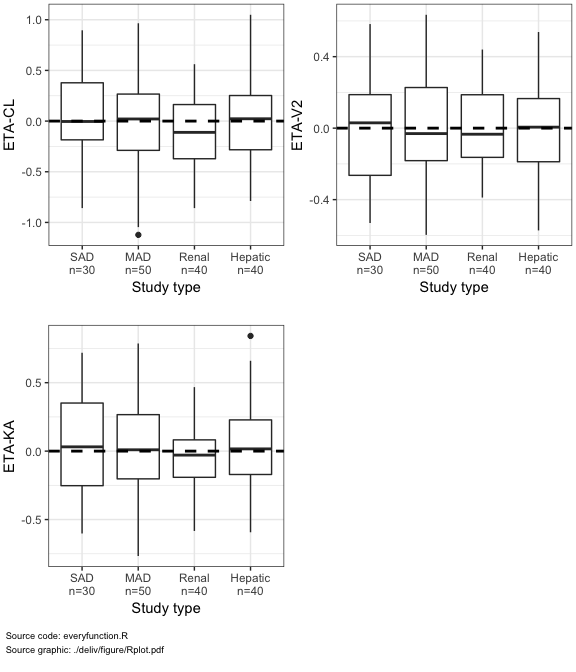 ETA-CL
1.0
0.5
0.0
-0.5
-1.0
SAD MAD Renal Hepatic
n=30 n=50 n=40 n=40
Study type
ETA-V2
0.4
0.0
-0.4
SAD MAD Renal Hepatic
n=30 n=50 n=40 n=40
Study type
ETA-KA
0.5
0.0
-0.5
SAD MAD Renal Hepatic
n=30 n=50 n=40 n=40
Study type
Source code: everyfunction.R
Source graphic: ./deliv/figure/Rplot.pdf